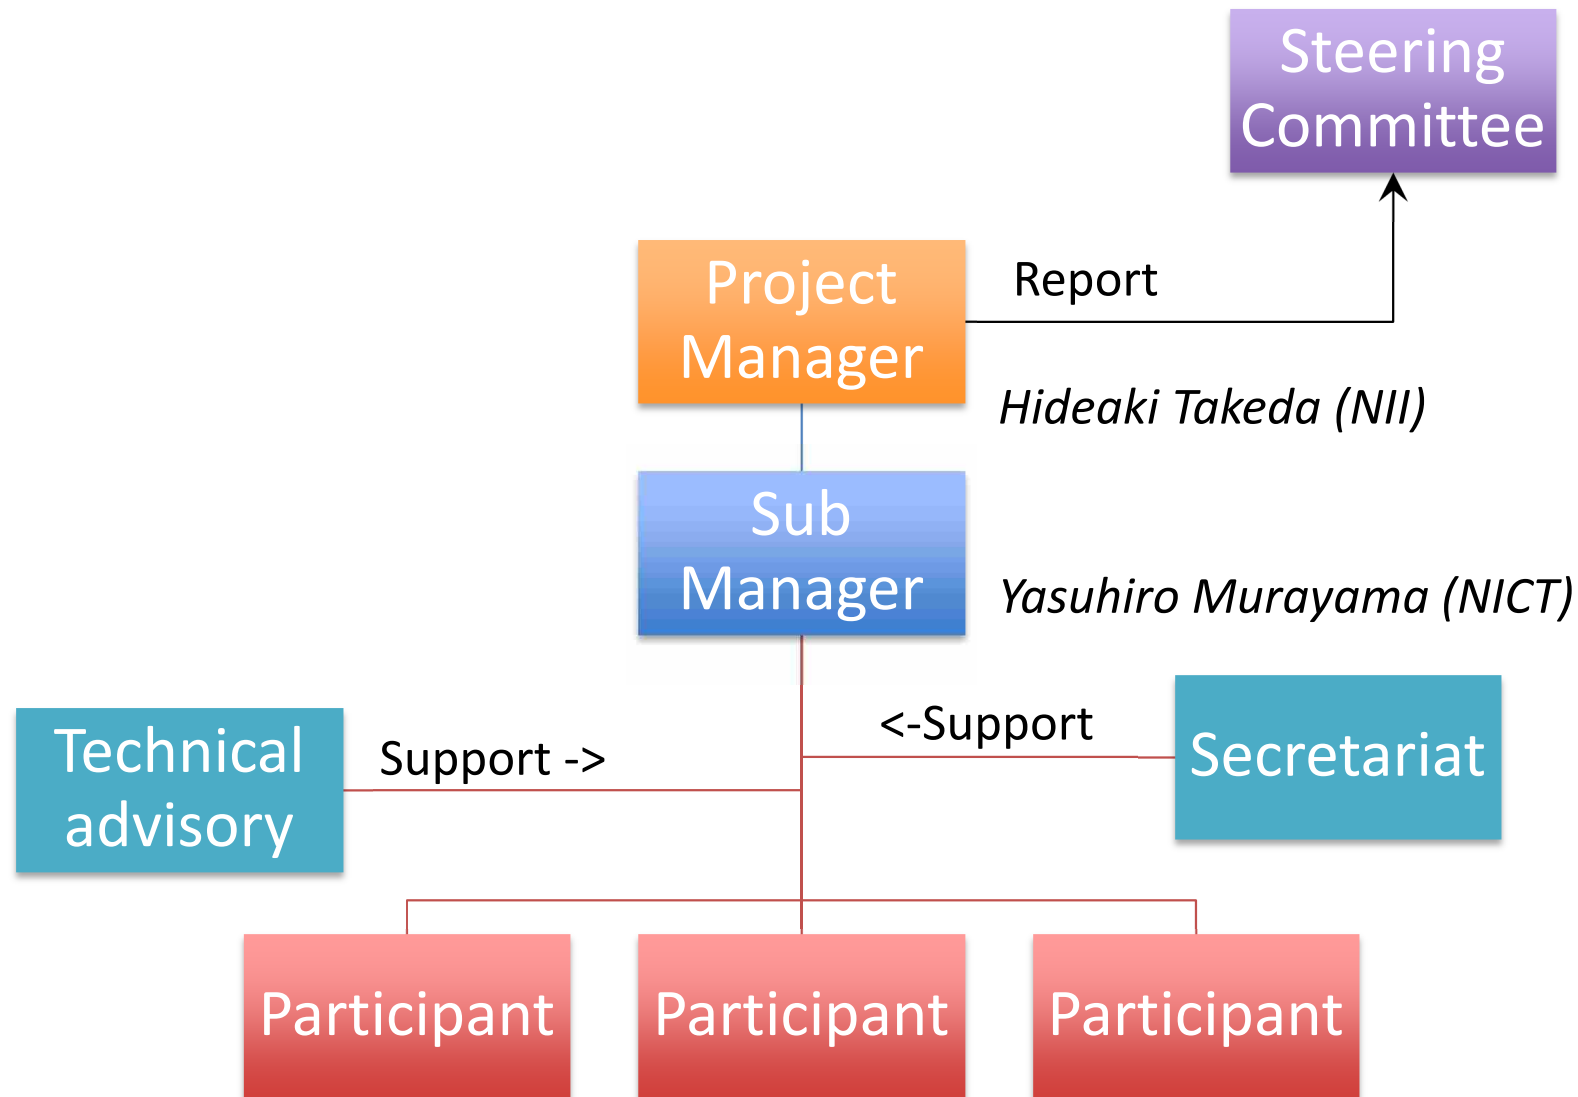 Steering
Committee
Project
Manager
Report
Hideaki Takeda (NII)
Sub
Manager
Yasuhiro Murayama (NICT)
Technical
advisory
Support ->
<-Support
Secretariat
Participant
Participant
Participant